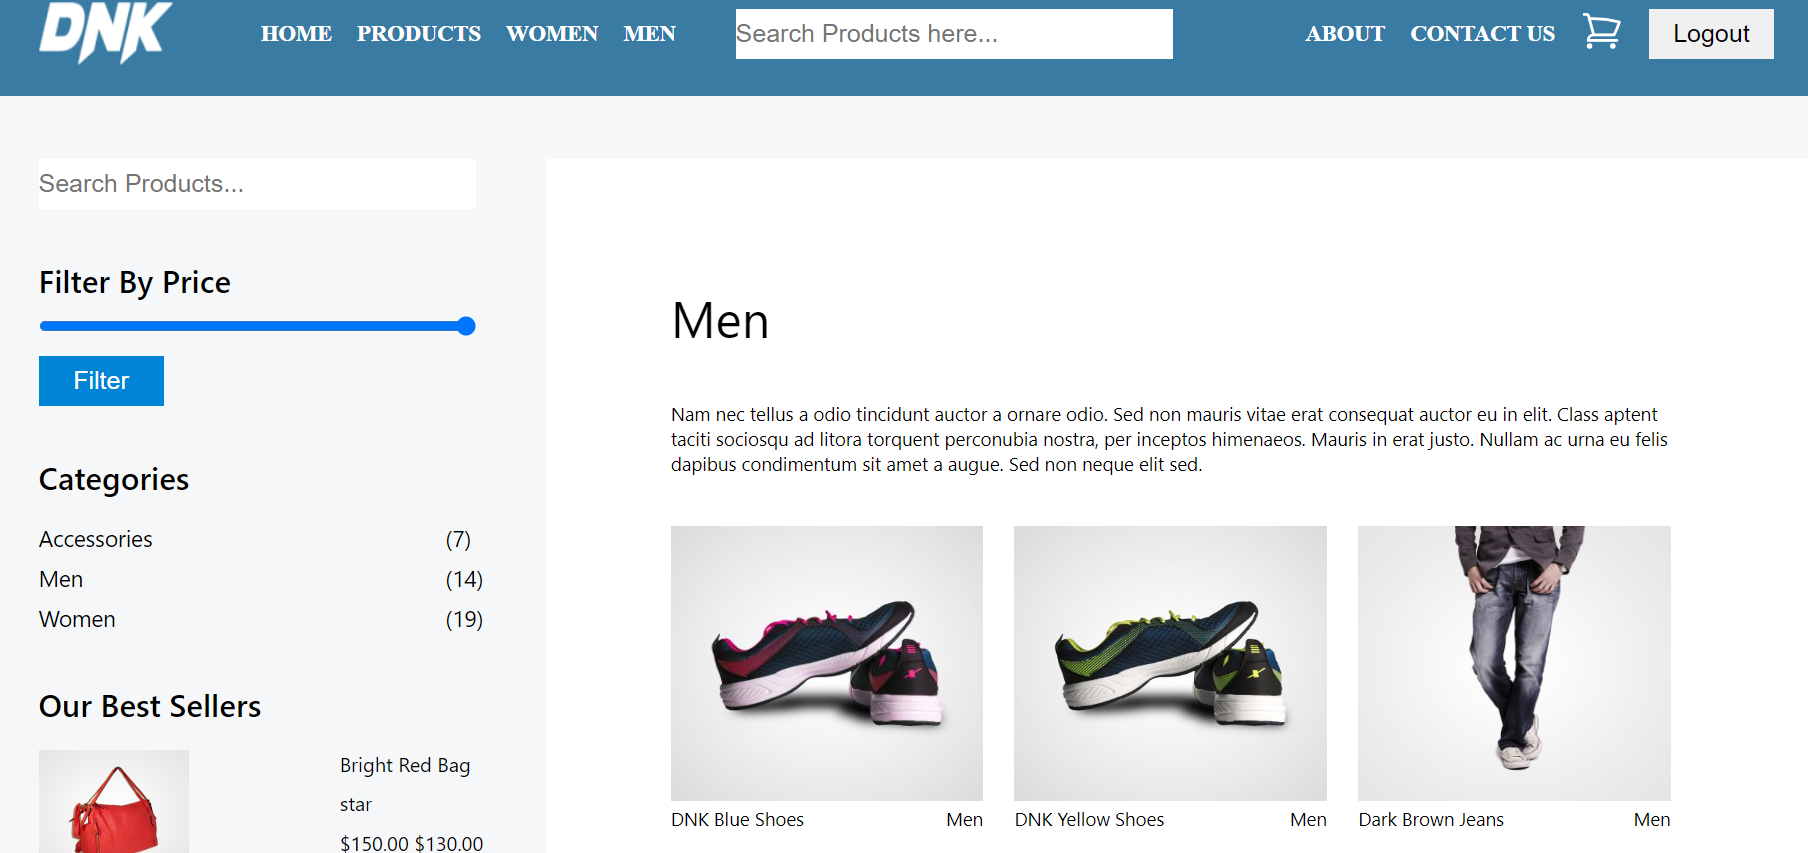 DNK
HOME PRODUCTS WOMEN MEN Search Products here... ABOUT CONTACT US Logout
Search Products...
Filter By Price
Filter
Categories
Accessories (7)
Men (14)
Women (19)
Our Best Sellers
Bright Red Bag
star
$150.00 $130.00
Men
Nam nec tellus a odio tincidunt auctor a ornare odio. Sed non mauris vitae erat consequat auctor eu in elit. Class aptent
taciti sociosqu ad litora torquent perconubia nostra, per inceptos himenaeos. Mauris in erat justo. Nullam ac urna eu felis
dapibus condimentum sit amet a augue. Sed non neque elit sed.
DNK Blue Shoes Men
DNK Yellow Shoes Men
Dark Brown Jeans Men